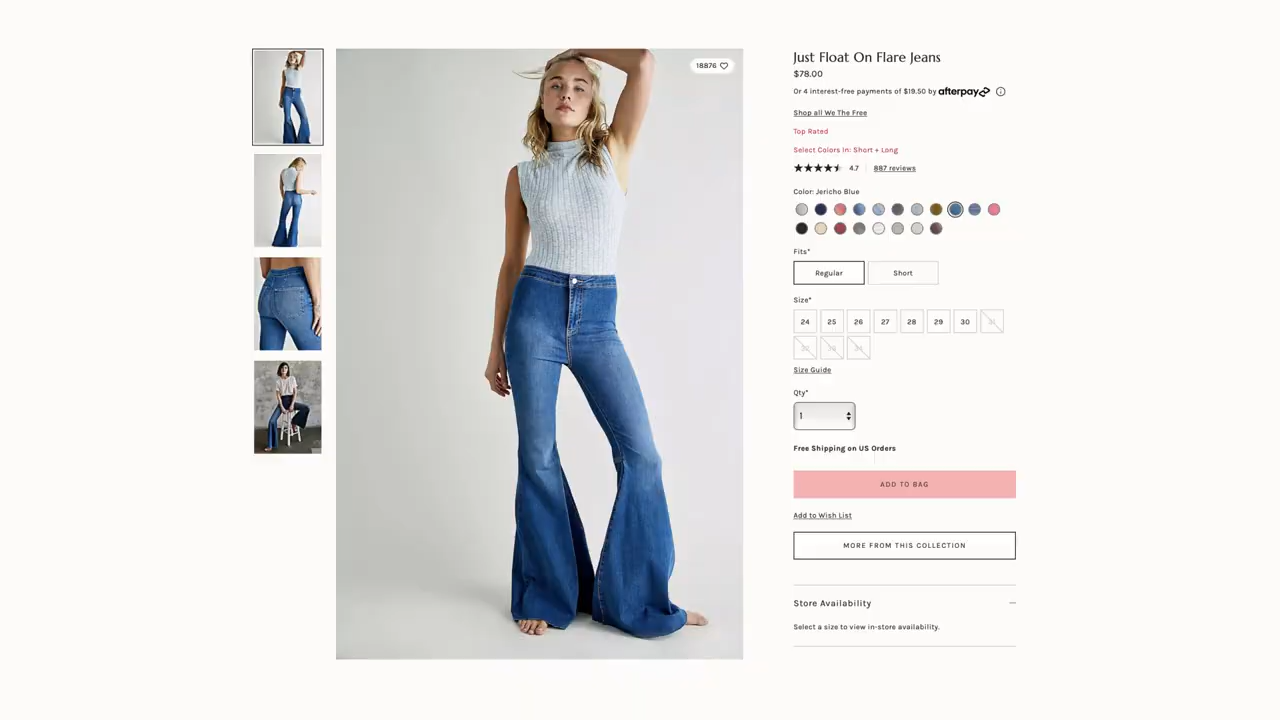 18876
Just Float On Flare Jeans
$78.00
Or 4 interest-free payments of $19.50 by afterpay
Shop all We The Free
Top Rated
Select Colors in: Short + Long
4.7
887 reviews
Color: Jericho Blue
Fits*
Regular
Short
Size*
24 25 26 27 28 29 30 31
32 33 34
Size Guide
Qty*
1
Free Shipping on US Orders
ADD TO BAG
Add to Wish List
MORE FROM THIS COLLECTION
Store Availability
Select a size to view in-store availability.